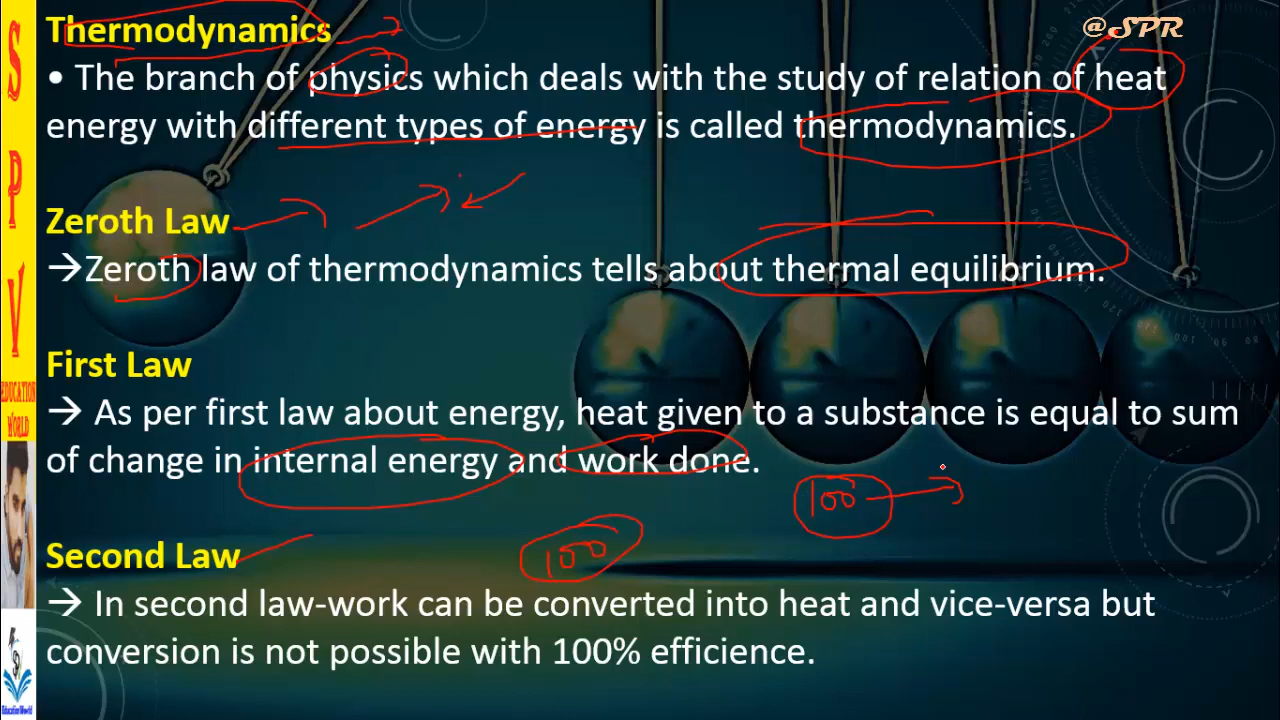 Thermodynamics
@SPR
• The branch of physics which deals with the study of relation of heat
energy with different types of energy is called thermodynamics.
Zeroth Law
→Zeroth law of thermodynamics tells about thermal equilibrium.
First Law
→ As per first law about energy, heat given to a substance is equal to sum
of change in internal energy and work done.
100
100
Second Law
→ In second law-work can be converted into heat and vice-versa but
conversion is not possible with 100% efficience.
S
P
V
EDUCATION
WORLD
Education World